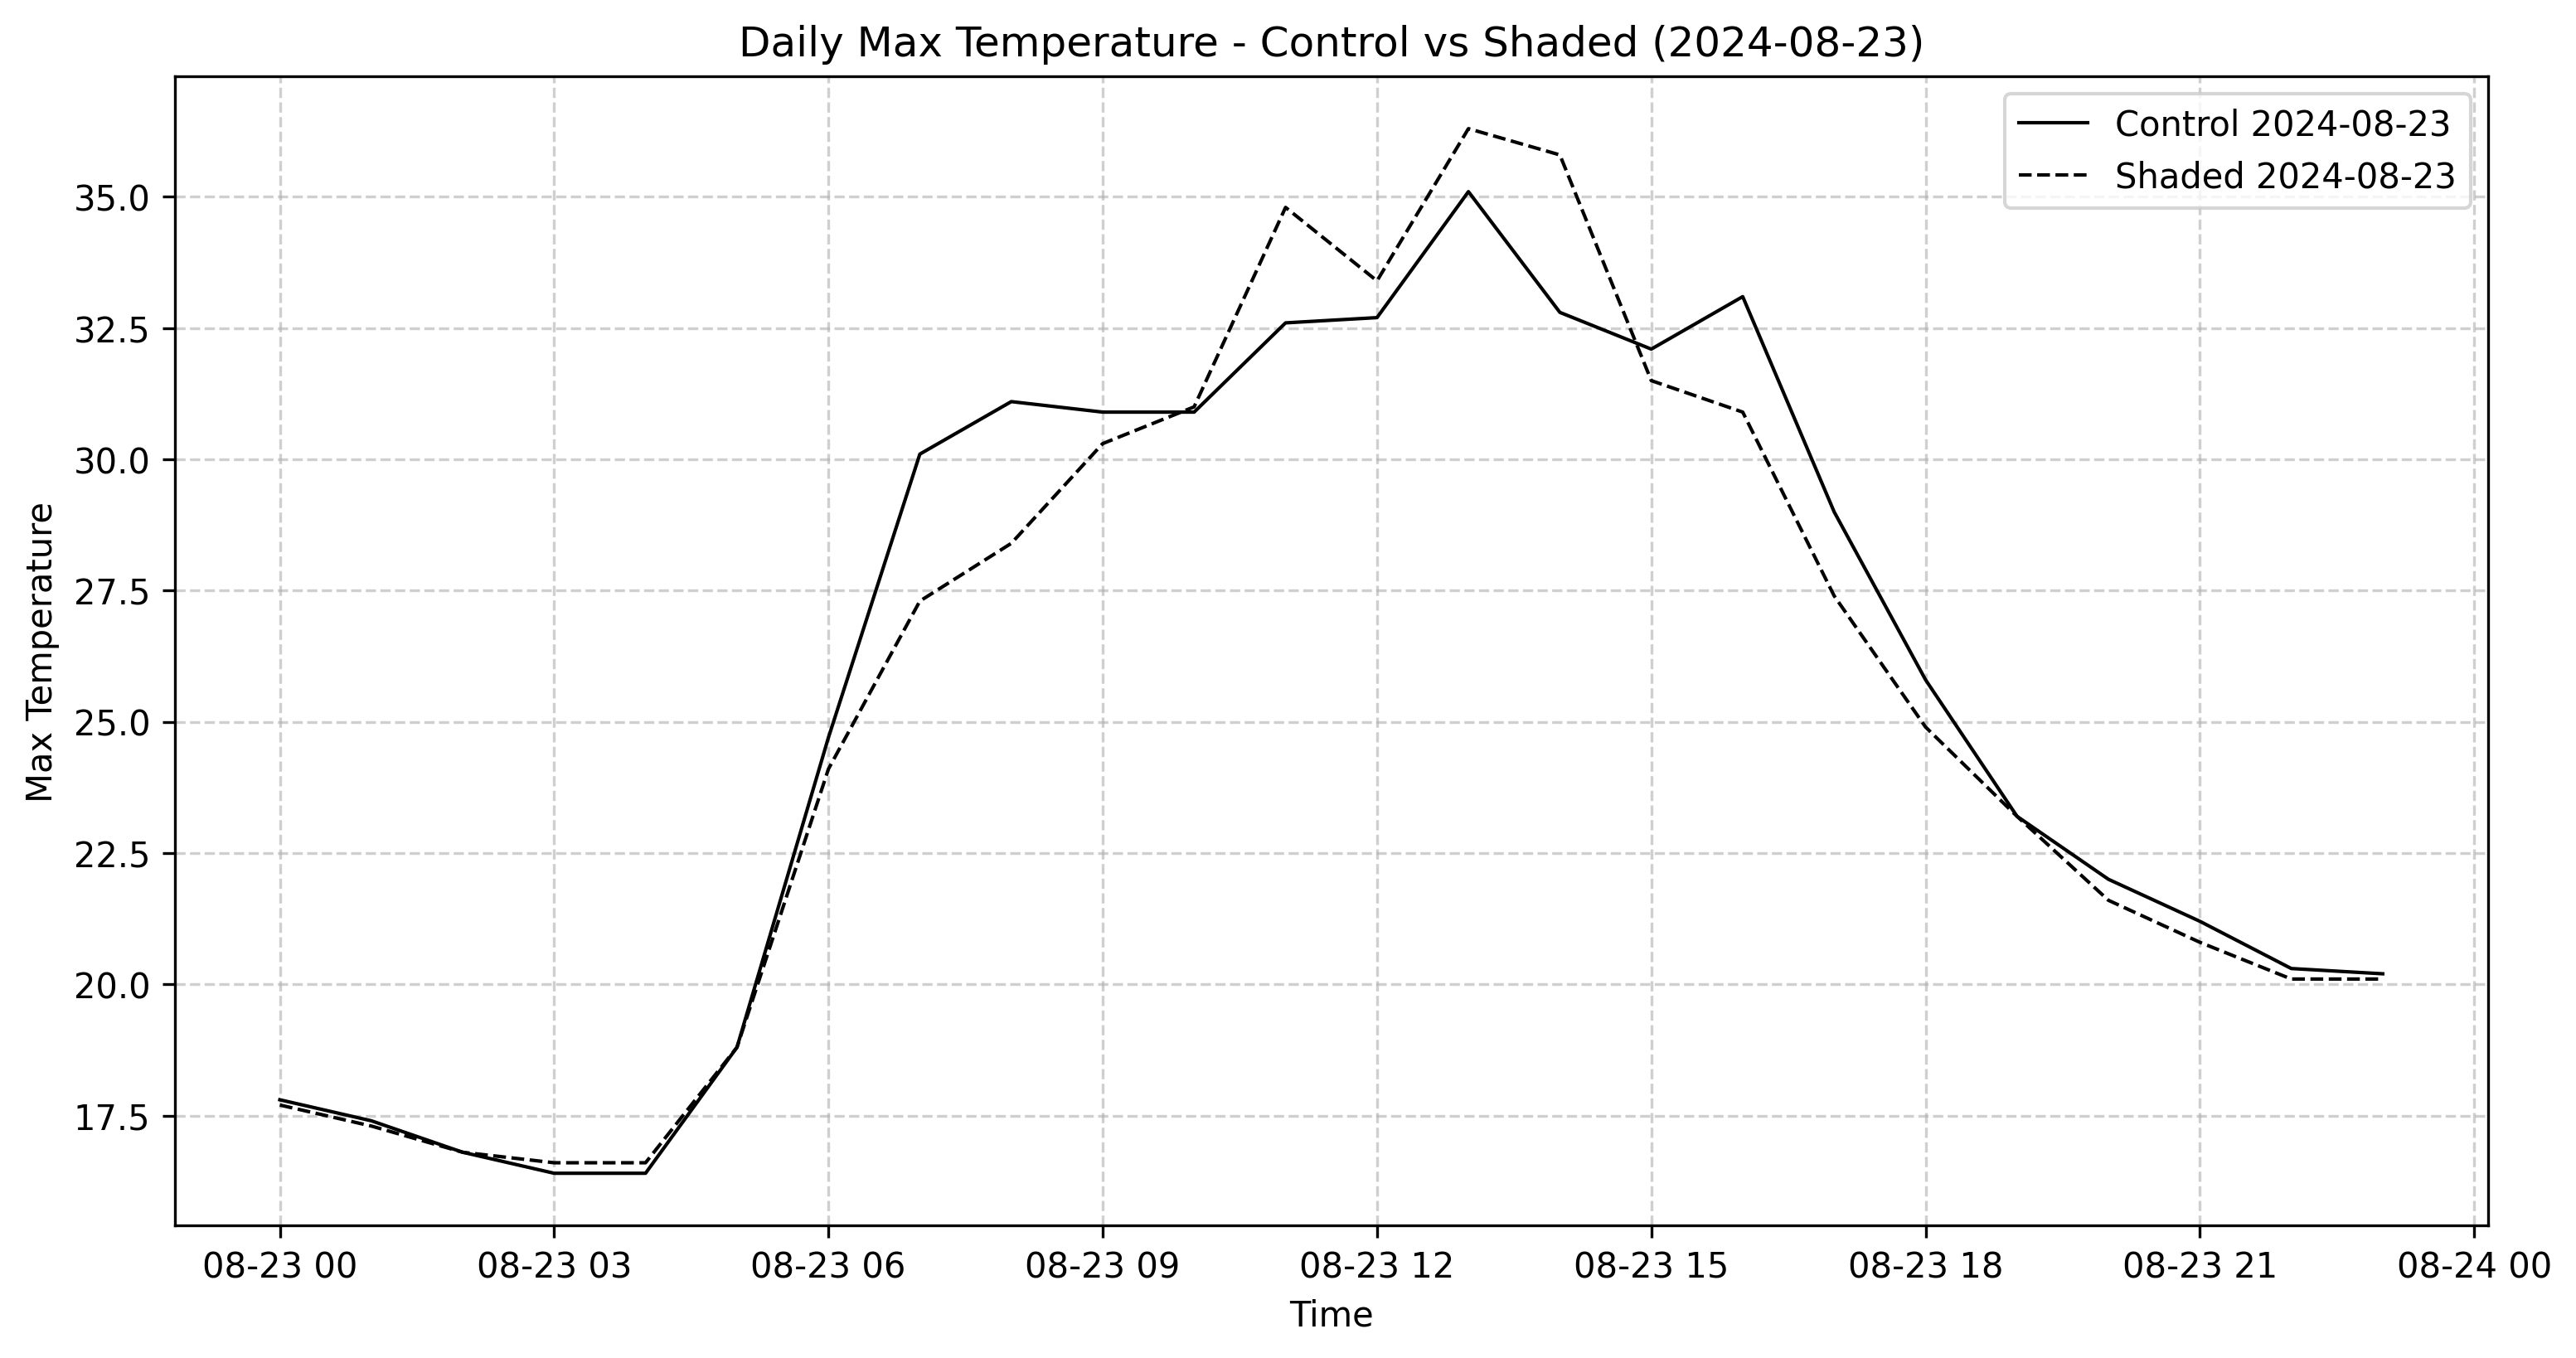 Daily Max Temperature - Control vs Shaded (2024-08-23)
Control 2024-08-23
Shaded 2024-08-23
Max Temperature
35.0
32.5
30.0
27.5
25.0
22.5
20.0
17.5
08-23 00 08-23 03 08-23 06 08-23 09 08-23 12 08-23 15 08-23 18 08-23 21 08-24 00
Time